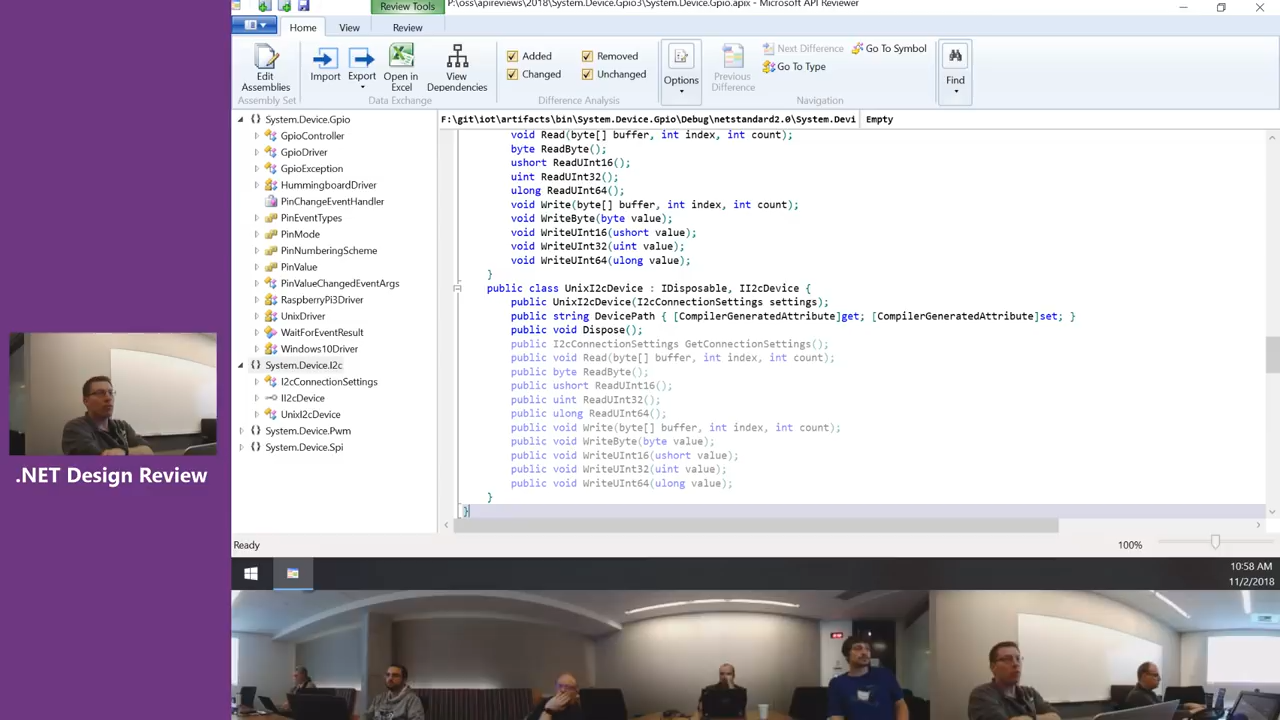 P:\oss\apireviews\2018\System.Device.Gpio3\System.Device.Gpio.apix - Microsoft API Reviewer
Review Tools
Home
View
Review
Edit Assemblies
Import
Export
Open in Excel
View Dependencies
Added
Removed
Changed
Unchanged
Options
Previous Difference
Next Difference
Go To Symbol
Go To Type
Find
Assembly Set
Data Exchange
Difference Analysis
Navigation
System.Device.Gpio
GpioController
GpioDriver
GpioException
HummingboardDriver
PinChangeEventHandler
PinEventTypes
PinMode
PinNumberingScheme
PinValue
PinValueChangedEventArgs
RaspberryPi3Driver
UnixDriver
WaitForEventResult
Windows10Driver
System.Device.I2c
I2cConnectionSettings
II2cDevice
UnixI2cDevice
System.Device.Pwm
System.Device.Spi
F:\git\iot\artifacts\bin\System.Device.Gpio\Debug\netstandard2.0\System.Devi
Empty
void Read(byte[] buffer, int index, int count);
byte ReadByte();
ushort ReadUInt16();
uint ReadUInt32();
ulong ReadUInt64();
void Write(byte[] buffer, int index, int count);
void WriteByte(byte value);
void WriteUInt16(ushort value);
void WriteUInt32(uint value);
void WriteUInt64(ulong value);
}
public class UnixI2cDevice : IDisposable, II2cDevice {
public UnixI2cDevice(I2cConnectionSettings settings);
public string DevicePath { [CompilerGeneratedAttribute]get; [CompilerGeneratedAttribute]set; }
public void Dispose();
public I2cConnectionSettings GetConnectionSettings();
public void Read(byte[] buffer, int index, int count);
public byte ReadByte();
public ushort ReadUInt16();
public uint ReadUInt32();
public ulong ReadUInt64();
public void Write(byte[] buffer, int index, int count);
public void WriteByte(byte value);
public void WriteUInt16(ushort value);
public void WriteUInt32(uint value);
public void WriteUInt64(ulong value);
}
}
Ready
100%
10:58 AM
11/2/2018
.NET Design Review